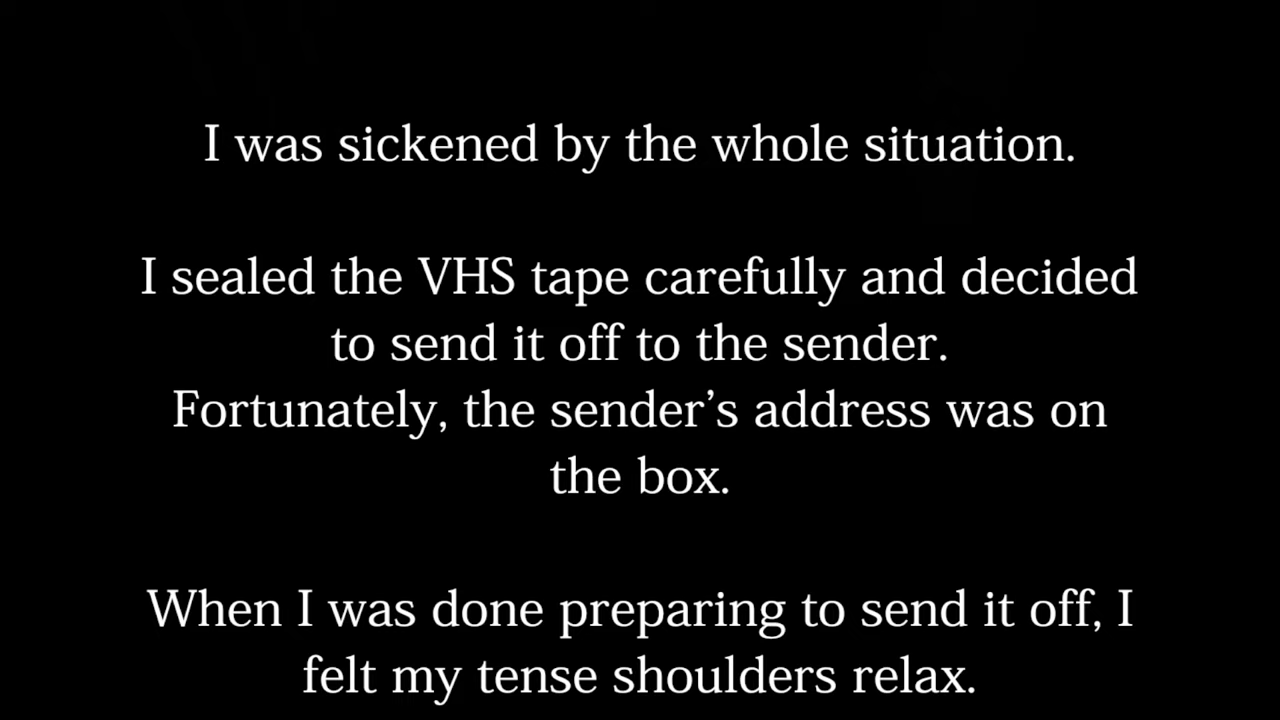 I was sickened by the whole situation.
I sealed the VHS tape carefully and decided
to send it off to the sender.
Fortunately, the sender’s address was on
the box.
When I was done preparing to send it off, I
felt my tense shoulders relax.